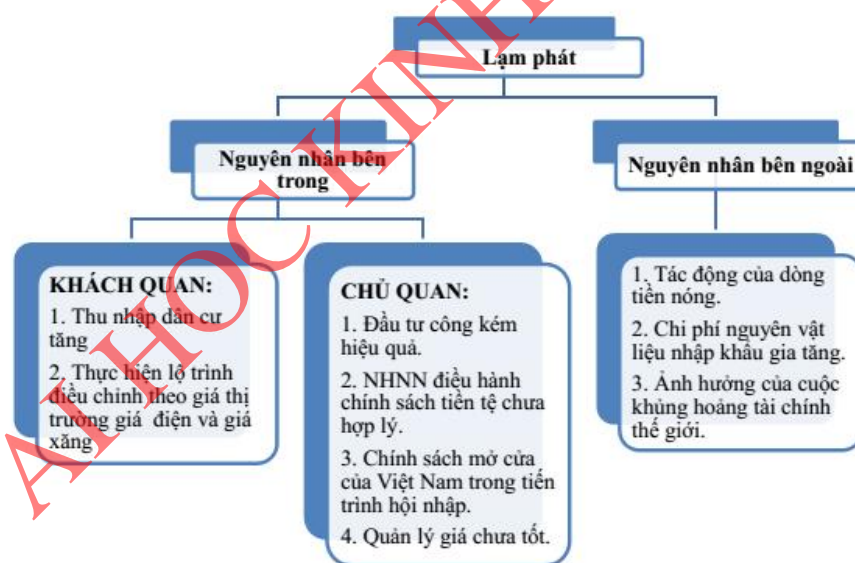 Lạm phát
Nguyên nhân bên
trong
Nguyên nhân bên ngoài
KHÁCH QUAN:
1. Thu nhập dân cư
tăng
2. Thực hiện lộ trình
điều chỉnh theo giá thị
trường giá điện và giá
xăng
CHỦ QUAN:
1. Đầu tư công kém
hiệu quả.
2. NHNN điều hành
chính sách tiền tệ chưa
hợp lý.
3. Chính sách mở cửa
của Việt Nam trong tiến
trình hội nhập.
4. Quản lý giá chưa tốt.
1. Tác động của dòng
tiền nóng.
2. Chi phí nguyên vật
liệu nhập khẩu gia tăng.
3. Ảnh hưởng của cuộc
khủng hoảng tài chính
thế giới.
AI HOC KINH